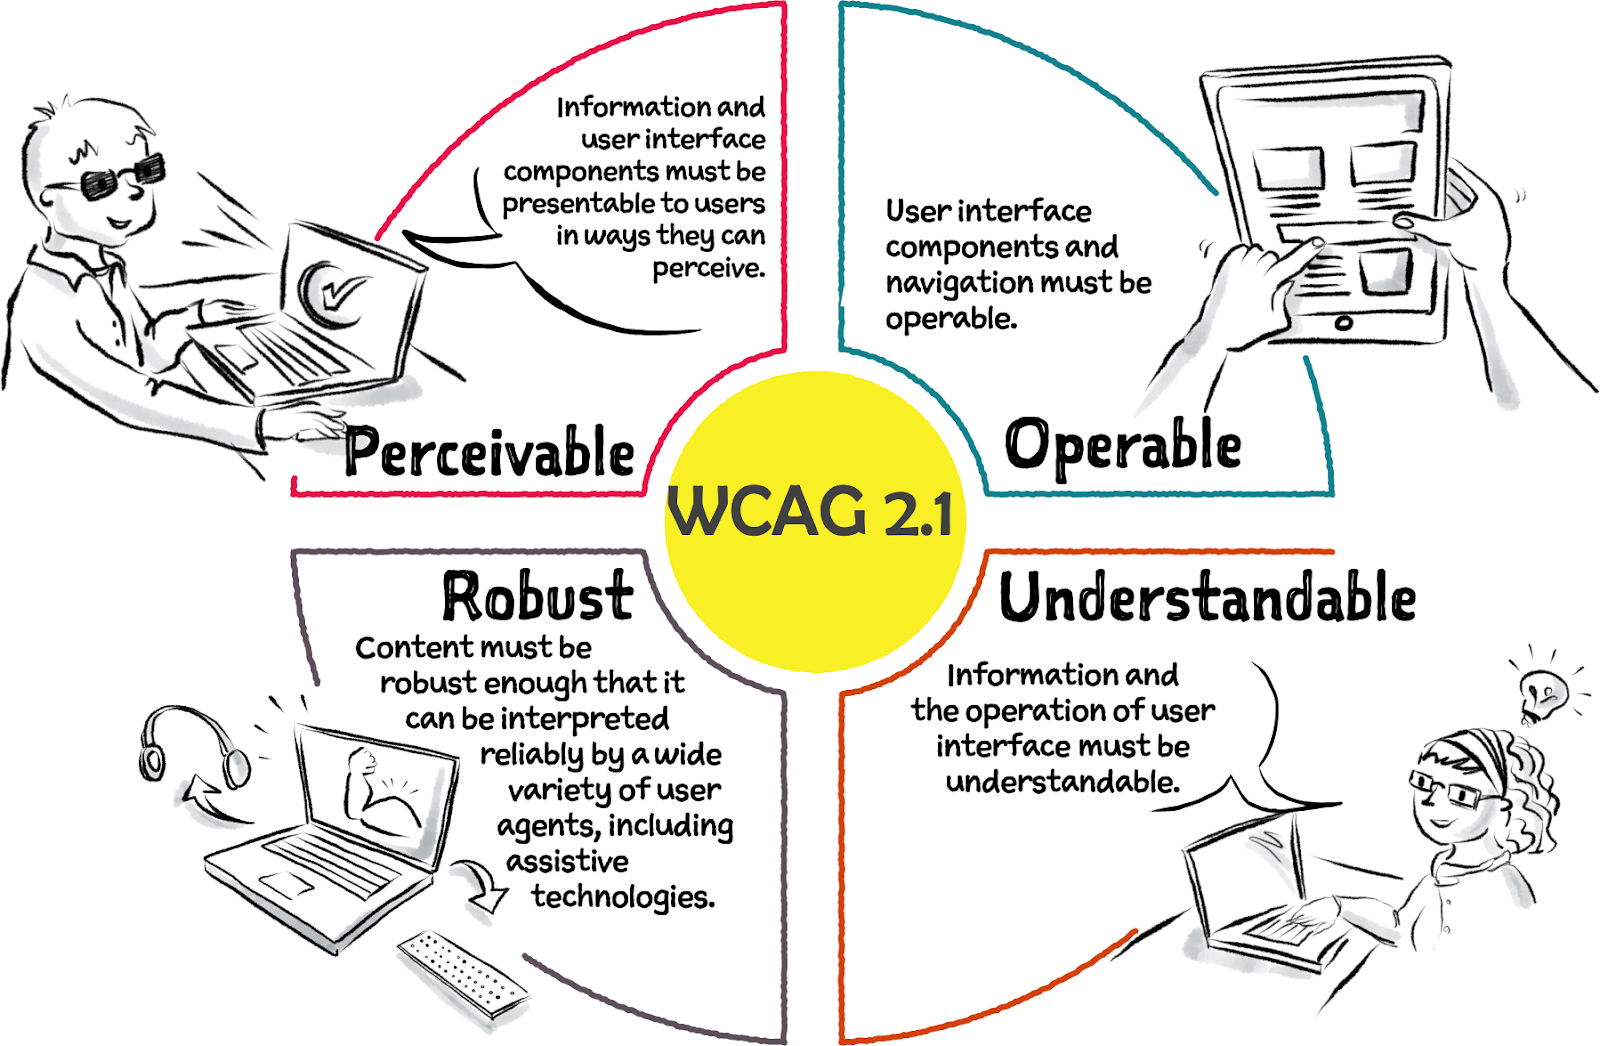 Information and
user interface
components must be
presentable to users
in ways they can
perceive.
Perceivable
User interface
components and
navigation must be
operable.
Operable
WCAG 2.1
Robust
Content must be
robust enough that it
can be interpreted
reliably by a wide
variety of user
agents, including
assistive
technologies.
Understandable
Information and
the operation of user
interface must be
understandable.